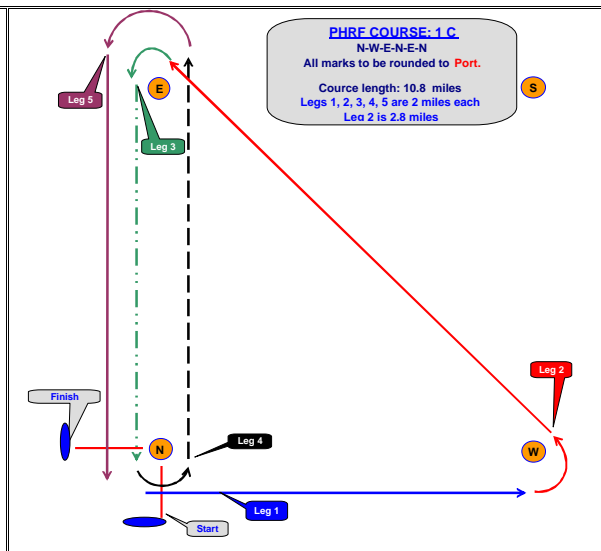 PHRF COURSE: 1 C
N-W-E-N-E-N
All marks to be rounded to Port.
Cource length: 10.8 miles
Legs 1, 2, 3, 4, 5 are 2 miles each
Leg 2 is 2.8 miles
S
E
Leg 5
Leg 3
Leg 2
Finish
N
Leg 4
W
Leg 1
Start